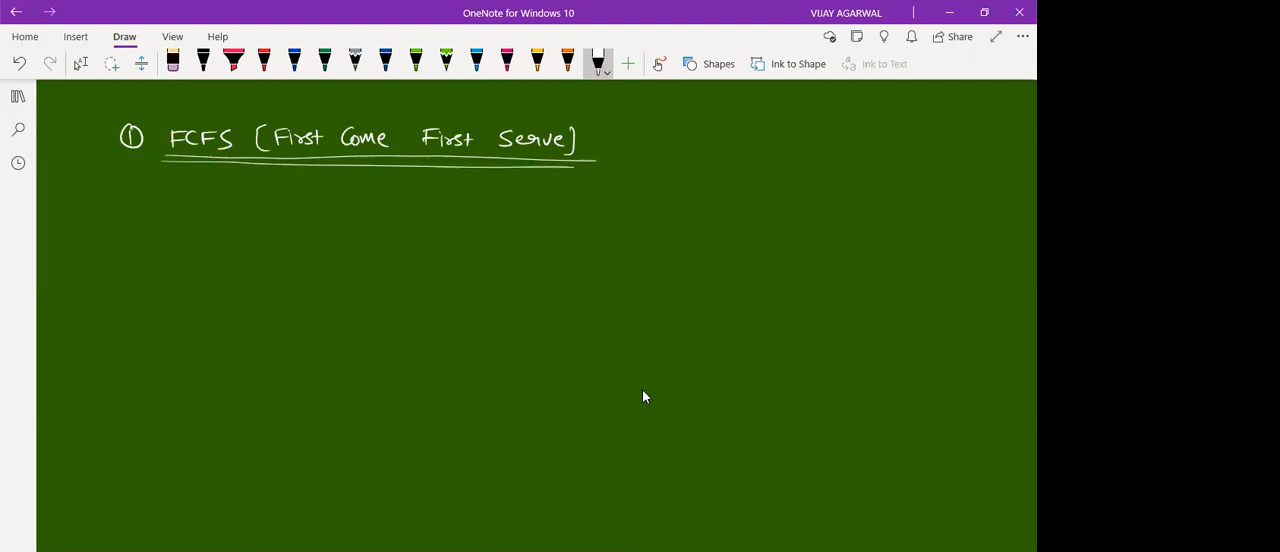 OneNote for Windows 10
VIJAY AGARWAL
Home Insert Draw View Help
Share
Shapes Ink to Shape Ink to Text
① FCFS [First Come First Serve]